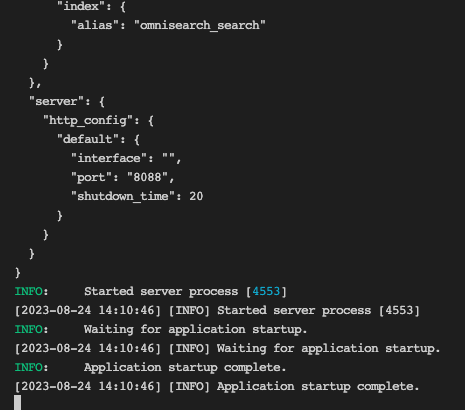 "index": {
"alias": "omnisearch_search"
}
}
},
"server": {
"http_config": {
"default": {
"interface": "",
"port": "8088",
"shutdown_time": 20
}
}
}
}
INFO:     Started server process [4553]
[2023-08-24 14:10:46] [INFO] Started server process [4553]
INFO:     Waiting for application startup.
[2023-08-24 14:10:46] [INFO] Waiting for application startup.
INFO:     Application startup complete.
[2023-08-24 14:10:46] [INFO] Application startup complete.